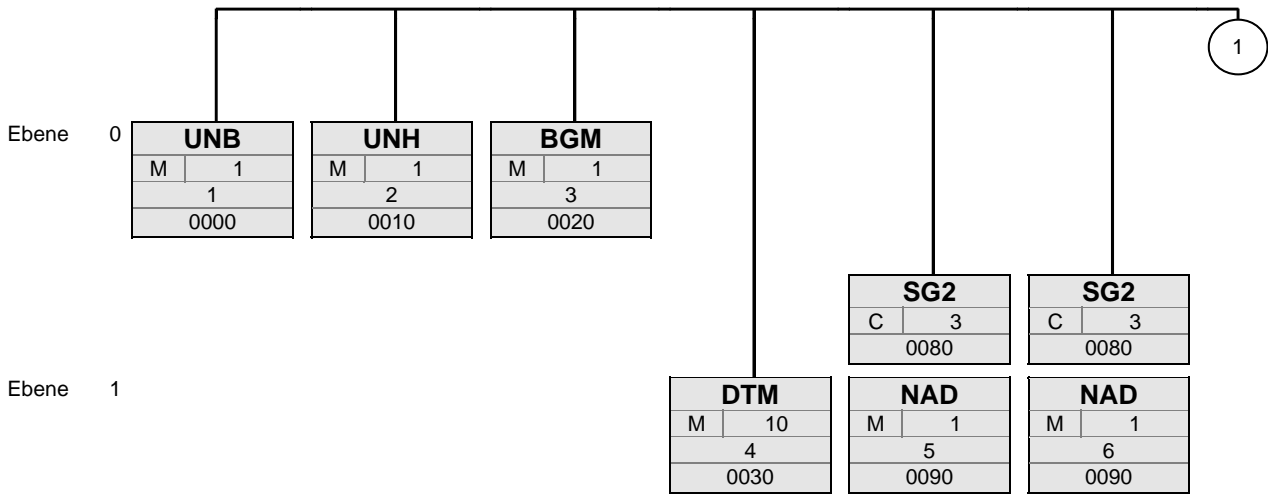 1
Ebene 0 UNB UNH BGM
M 1 M 1 M 1
1 2 3
0000 0010 0020
SG2 SG2
C 3 C 3
0080 0080
Ebene 1 DTM NAD NAD
M 10 M 1 M 1
4 5 6
0030 0090 0090